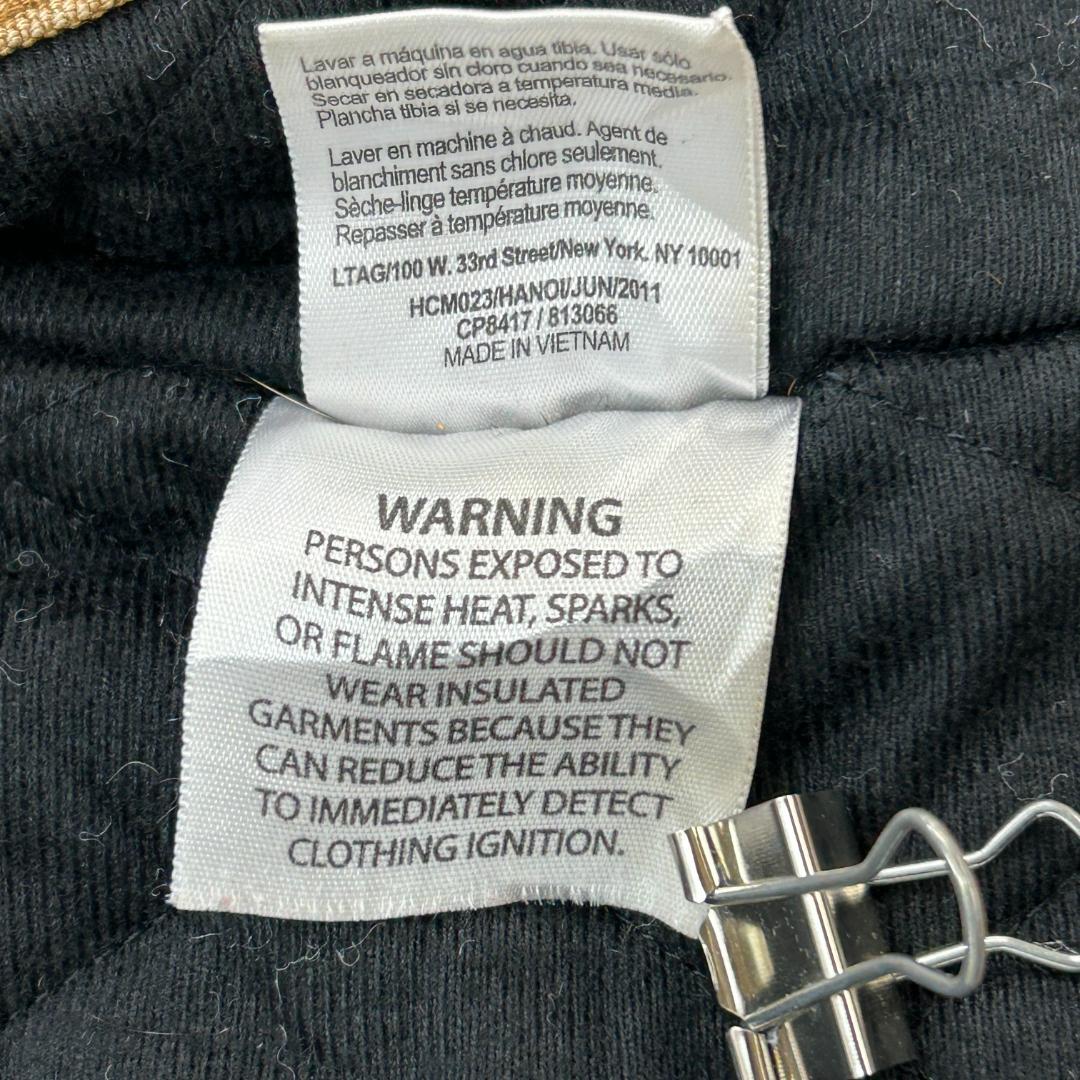 Lavar a máquina en agua tibia. Usar sólo
blanqueador sin cloro cuando sea necesario.
Secar en secadora a temperatura media.
Plancha tibia si se necesita.
Laver en machine à chaud. Agent de
blanchiment sans chlore seulement.
Sèche-linge température moyenne.
Repasser à température moyenne.
LTAG/100 W. 33rd Street/New York. NY 10001
HCM023/HANOI/JUN/2011
CP8417 / 813066
MADE IN VIETNAM
WARNING
PERSONS EXPOSED TO
INTENSE HEAT, SPARKS,
OR FLAME SHOULD NOT
WEAR INSULATED
GARMENTS BECAUSE THEY
CAN REDUCE THE ABILITY
TO IMMEDIATELY DETECT
CLOTHING IGNITION.